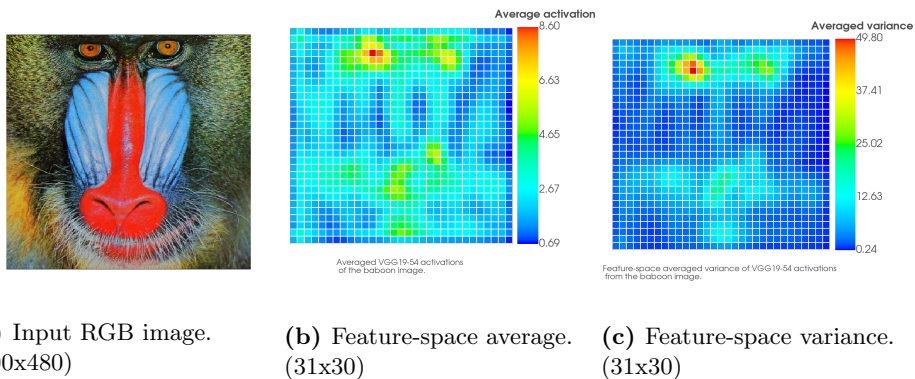 Average activation
8.60
6.63
4.65
2.67
0.69
Averaged VGG19-54 activations
of the baboon image.
Averaged variance
49.80
37.41
25.02
12.63
0.24
Feature-space averaged variance of VGG19-54 activations
from the baboon image.
) Input RGB image.
0x480)
(b) Feature-space average.
(31x30)
(c) Feature-space variance.
(31x30)